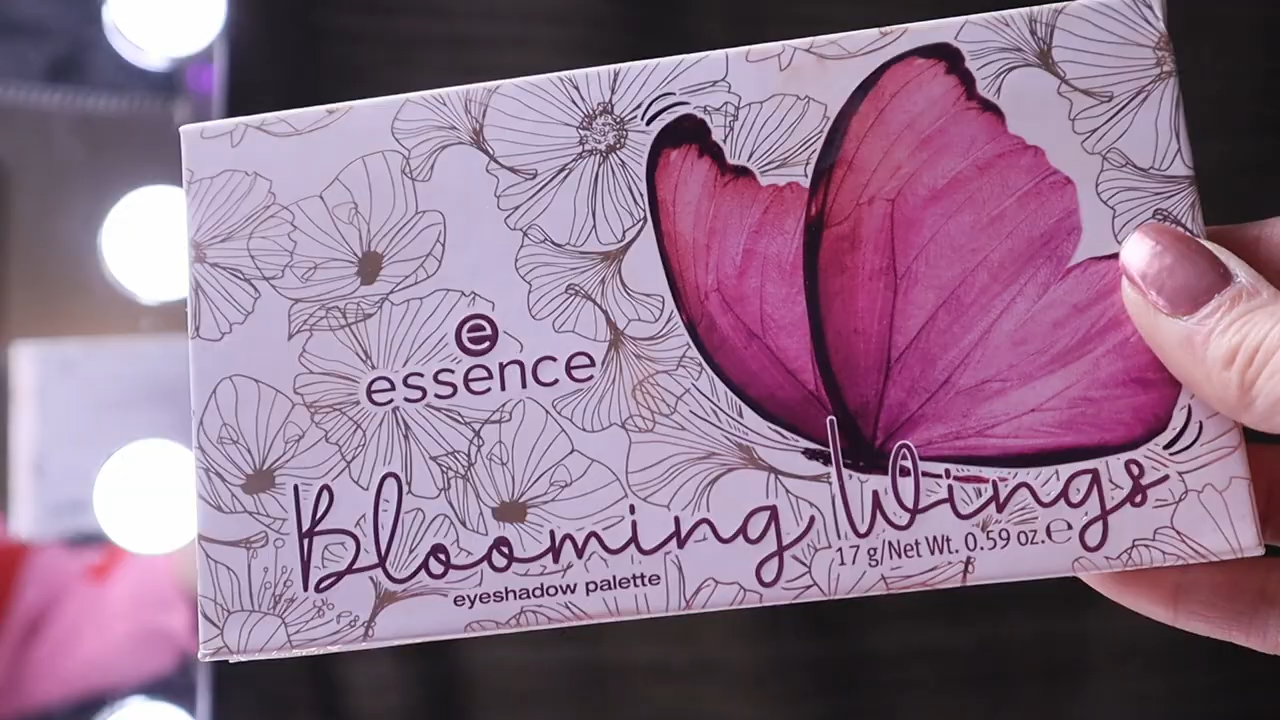 e
essence
Blooming Wings
eyeshadow palette
17 g/Net Wt. 0.59 oz.℮